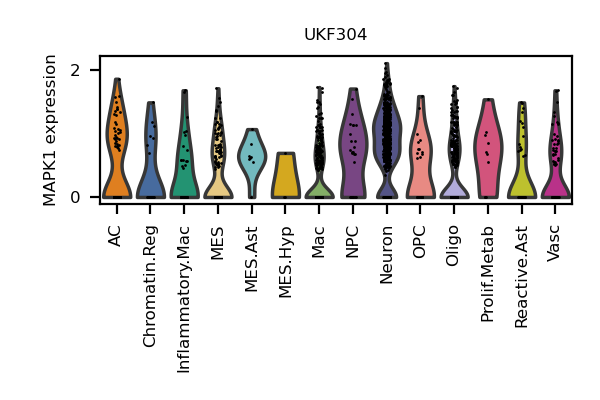 UKF304
MAPK1 expression
2
0
AC
Chromatin.Reg
Inflammatory.Mac
MES
MES.Ast
MES.Hyp
Mac
NPC
Neuron
OPC
Oligo
Prolif.Metab
Reactive.Ast
Vasc